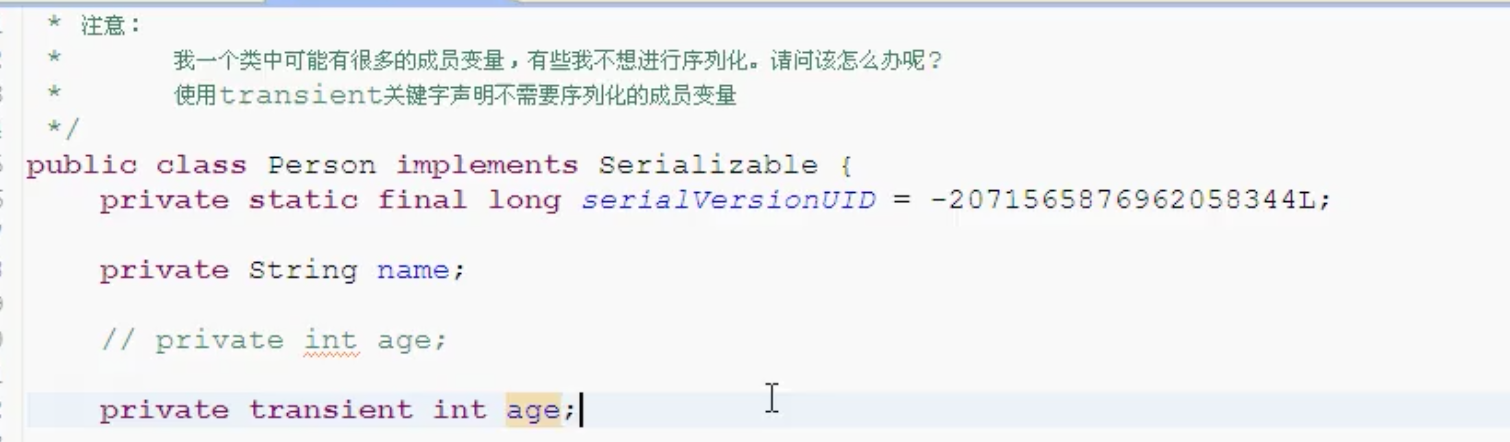 * 注意：
* 我一个类中可能有很多的成员变量，有些我不想进行序列化。请问该怎么办呢？
* 使用transient关键字声明不需要序列化的成员变量
*/
public class Person implements Serializable {
private static final long serialVersionUID = -2071565876962058344L;
private String name;
// private int age;
private transient int age;